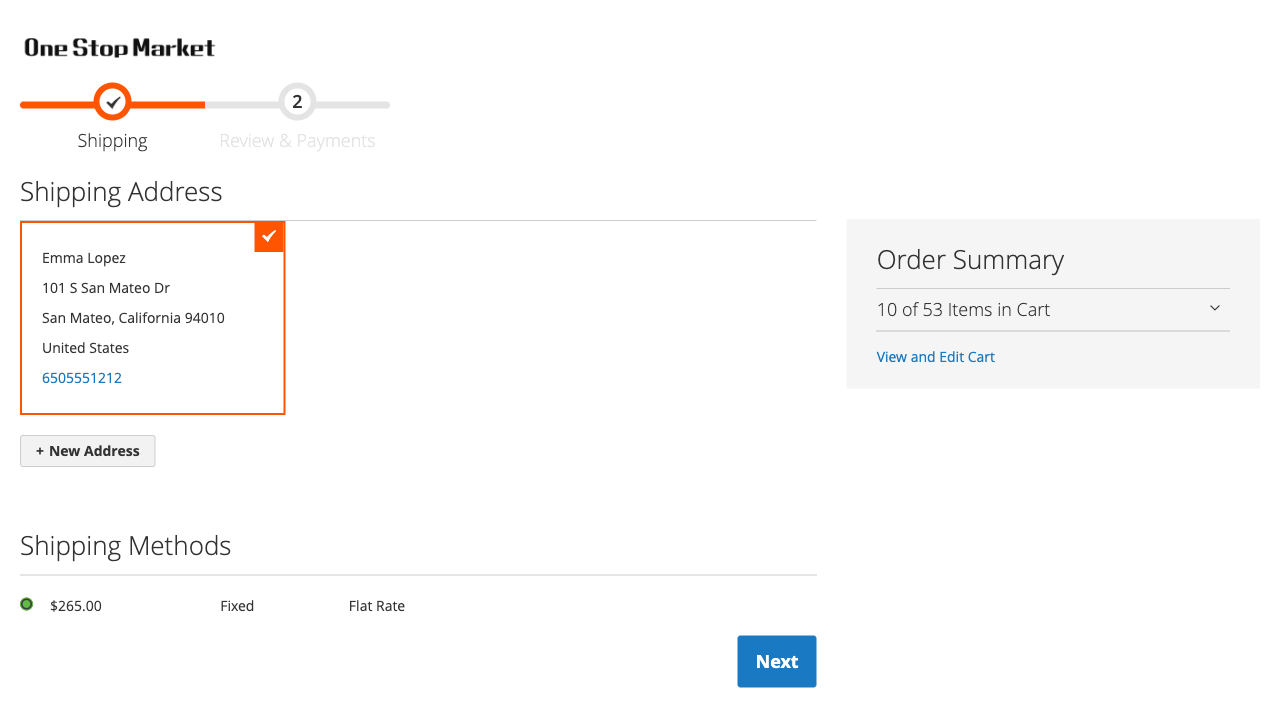 One Stop Market
2
Shipping
Review & Payments
Shipping Address
Emma Lopez
101 S San Mateo Dr
San Mateo, California 94010
United States
6505551212
+ New Address
Order Summary
10 of 53 Items in Cart
View and Edit Cart
Shipping Methods
$265.00 Fixed Flat Rate
Next